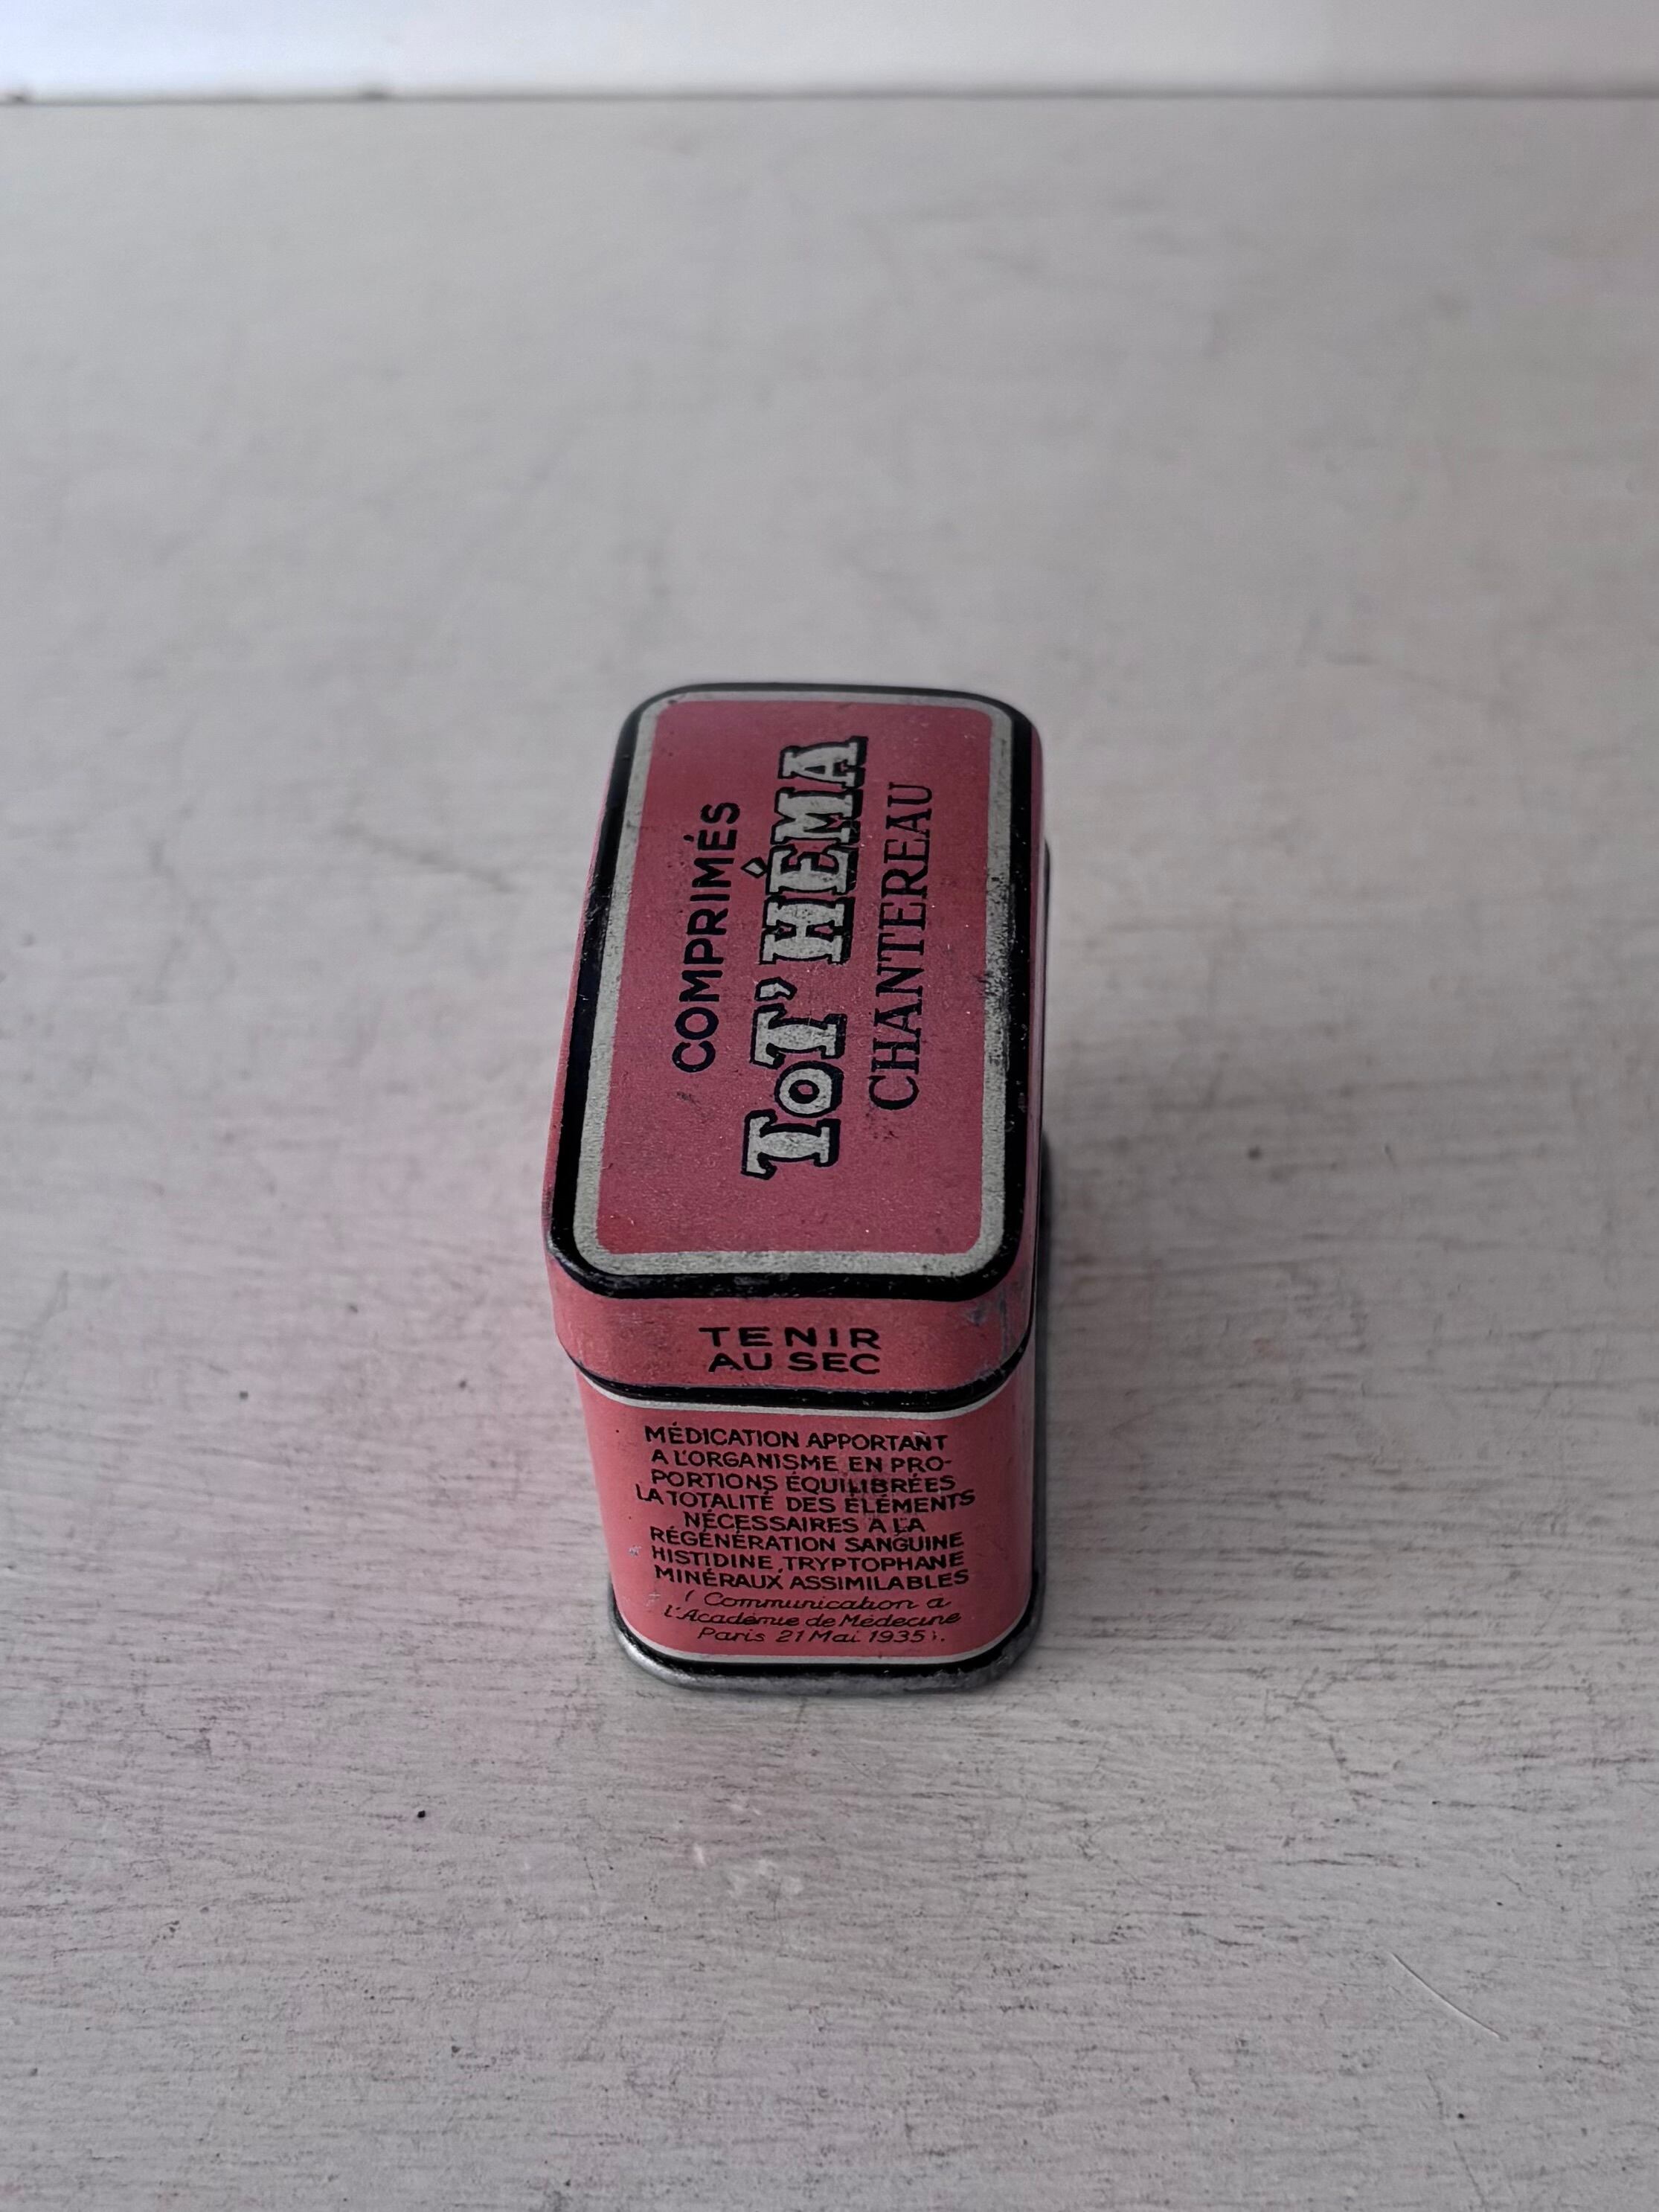 COMPRIMÉS
ToT' HÉMA
CHANTEREAU
TENIR
AU SEC
MÉDICATION APPORTANT
A L'ORGANISME EN PRO-
PORTIONS ÉQUILIBRÉES
LA TOTALITÉ DES ÉLÉMENTS
NÉCESSAIRES A LA
RÉGÉNÉRATION SANGUINE
HISTIDINE, TRYPTOPHANE
MINÉRAUX ASSIMILABLES
( Communication a
l'Académie de Médecine
Paris 21 Mai 1935 ).